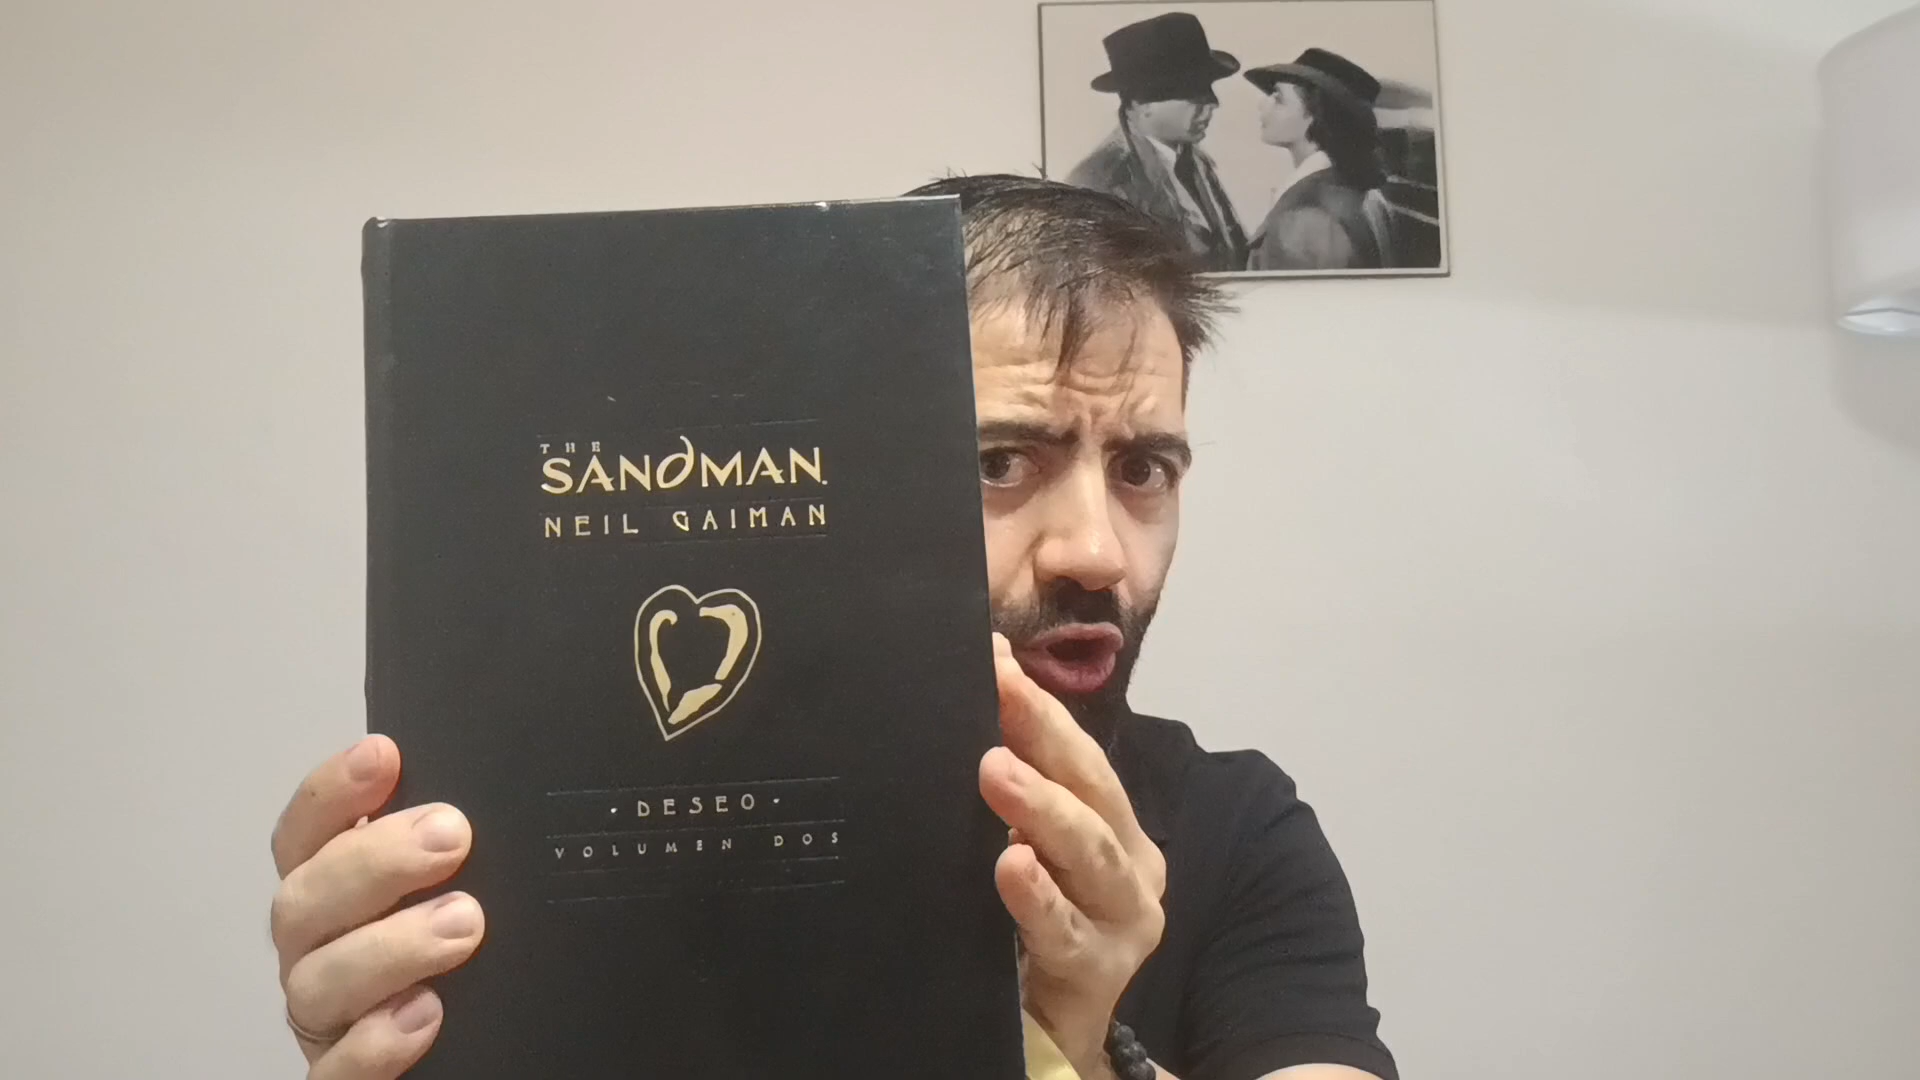 THE
SANDMAN.
NEIL GAIMAN
· DESEO ·
VOLUMEN DOS